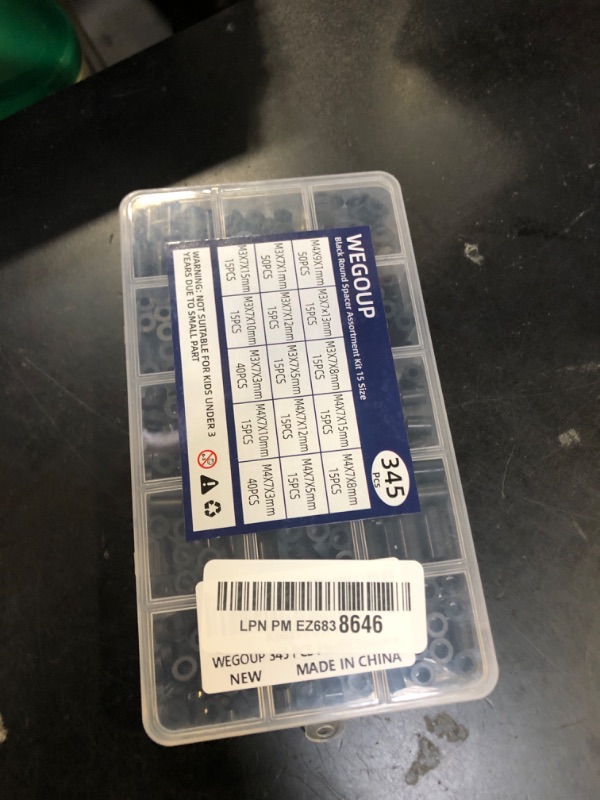 WEGOUP
Black Round Spacer Assortment Kit 15 Size
345
PCS
M4X9X1mm M3X7x13mm M3X7X8mm M4X7X15mm M4X7X8mm
50PCS 15PCS 15PCS 15PCS 15PCS
M3X7X1mm M3X7X12mm M3X7X5mm M4X7X12mm M4X7X5mm
50PCS 15PCS 15PCS 15PCS 15PCS
M3X7X15mm M3X7X10mm M3X7X3mm M4X7X10mm M4X7X3mm
15PCS 15PCS 40PCS 15PCS 40PCS
WARNING: NOT SUITABLE FOR KIDS UNDER 3
YEARS DUE TO SMALL PART
LPN PM EZ683 8646
WEGOUP 345
NEW MADE IN CHINA